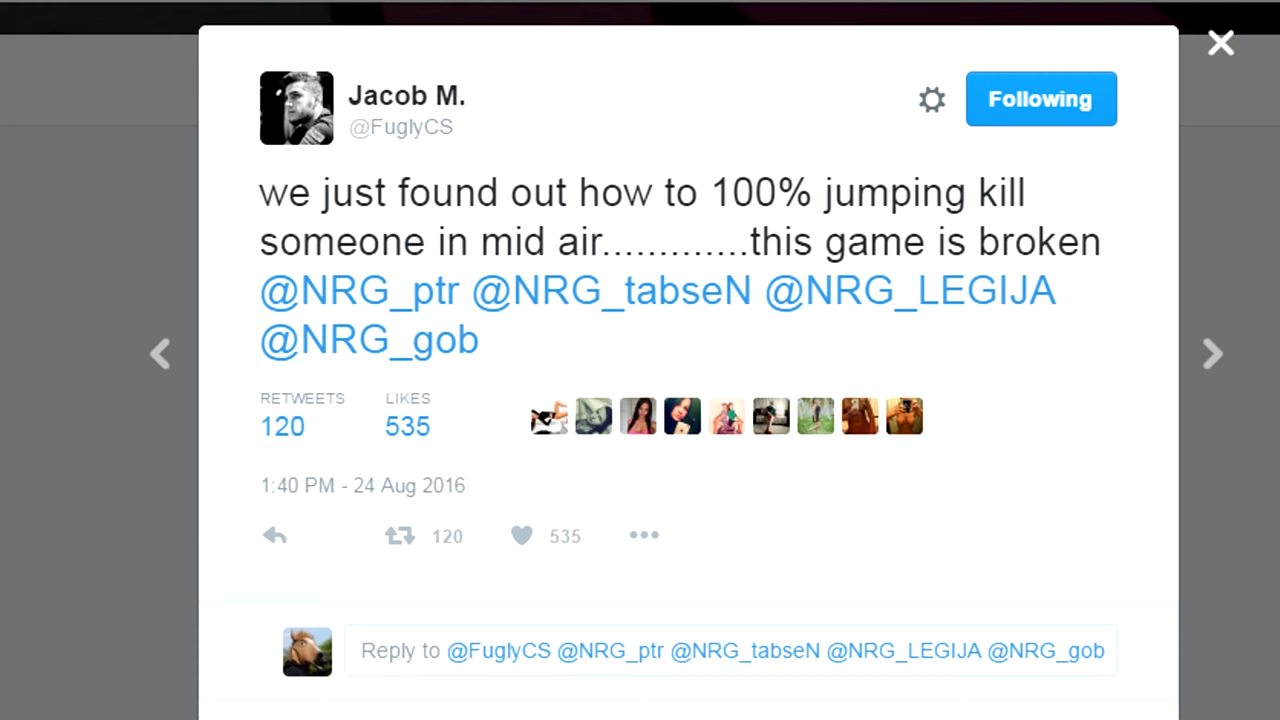 Jacob M.
@FuglyCS
Following
we just found out how to 100% jumping kill
someone in mid air.............this game is broken
@NRG_ptr @NRG_tabseN @NRG_LEGIJA
@NRG_gob
RETWEETS LIKES
120 535
1:40 PM - 24 Aug 2016
120 535
Reply to @FuglyCS @NRG_ptr @NRG_tabseN @NRG_LEGIJA @NRG_gob